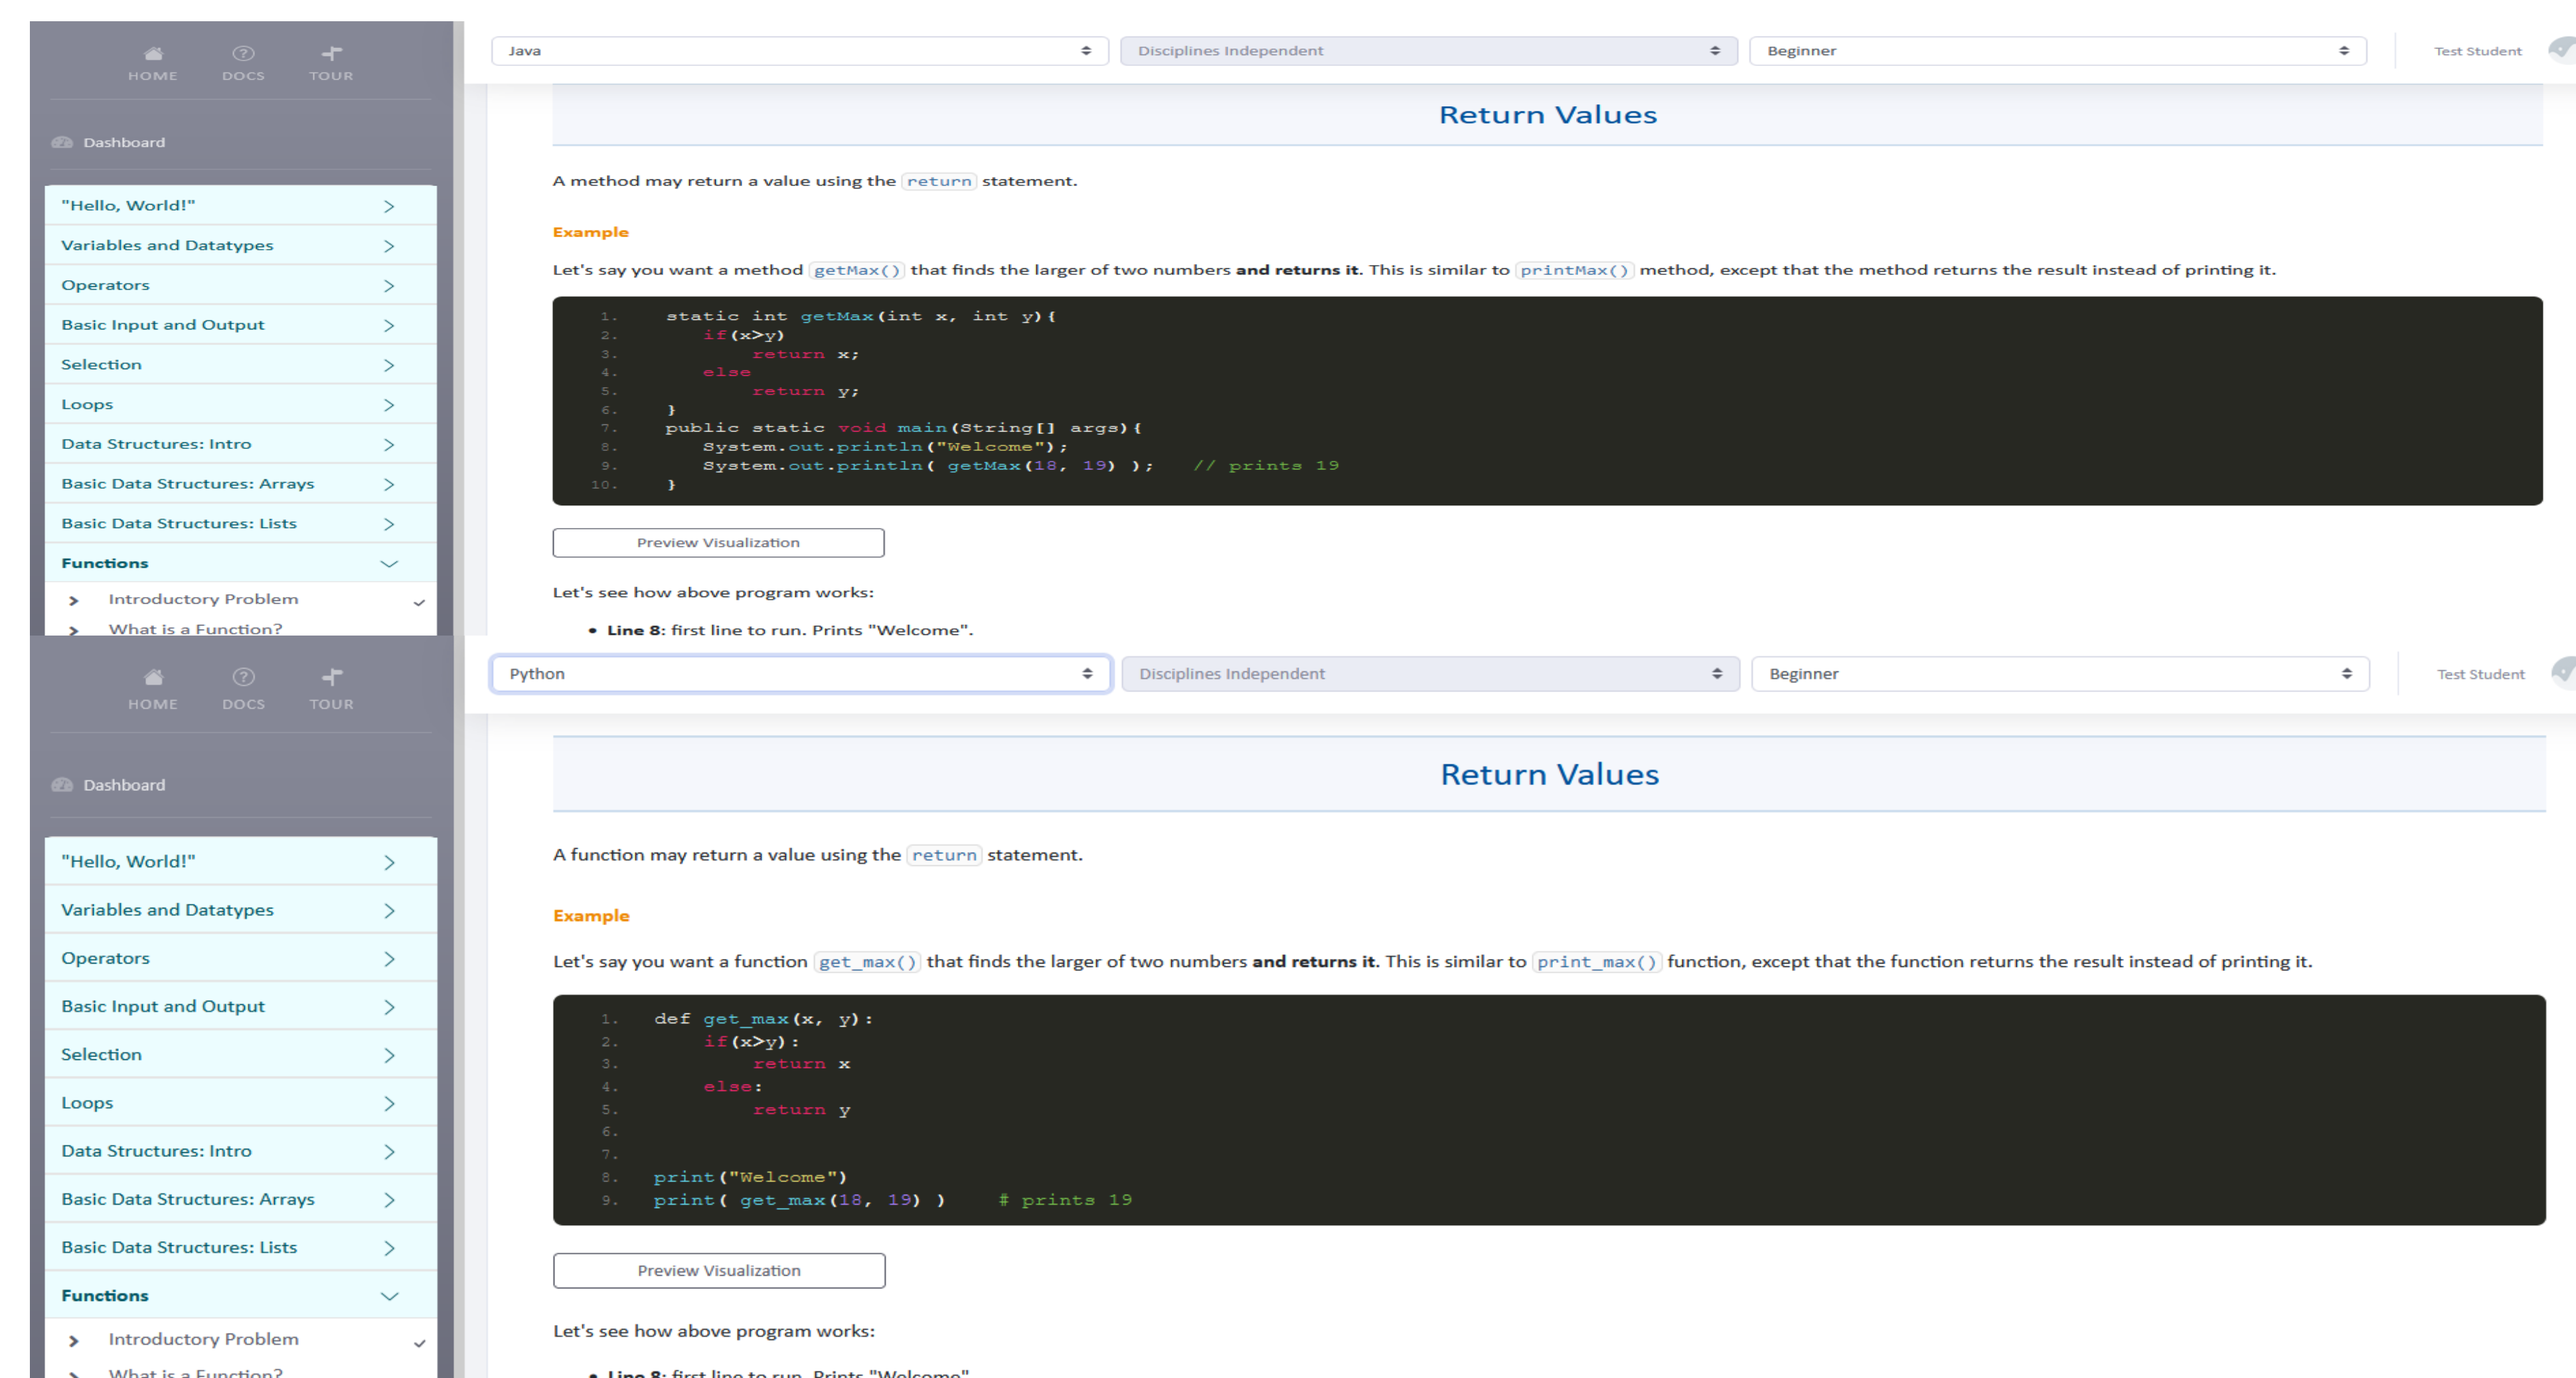 HOME DOCS TOUR
Dashboard
"Hello, World!"
Variables and Datatypes
Operators
Basic Input and Output
Selection
Loops
Data Structures: Intro
Basic Data Structures: Arrays
Basic Data Structures: Lists
Functions
Introductory Problem
What is a Function?
Java Disciplines Independent Beginner Test Student
Return Values
A method may return a value using the return statement.
Example
Let's say you want a method getMax() that finds the larger of two numbers and returns it. This is similar to printMax() method, except that the method returns the result instead of printing it.
1. static int getMax(int x, int y){
2. if(x>y)
3. return x;
4. else
5. return y;
6. }
7. public static void main(String[] args){
8. System.out.println("Welcome");
9. System.out.println( getMax(18, 19) ); // prints 19
10. }
Preview Visualization
Let's see how above program works:
• Line 8: first line to run. Prints "Welcome".
HOME DOCS TOUR
Dashboard
"Hello, World!"
Variables and Datatypes
Operators
Basic Input and Output
Selection
Loops
Data Structures: Intro
Basic Data Structures: Arrays
Basic Data Structures: Lists
Functions
Introductory Problem
What is a Function?
Python Disciplines Independent Beginner Test Student
Return Values
A function may return a value using the return statement.
Example
Let's say you want a function get_max() that finds the larger of two numbers and returns it. This is similar to print_max() function, except that the function returns the result instead of printing it.
1. def get_max(x, y):
2. if(x>y):
3. return x
4. else:
5. return y
6.
7.
8. print("Welcome")
9. print( get_max(18, 19) ) # prints 19
Preview Visualization
Let's see how above program works:
• Line 8: first line to run. Prints "Welcome"